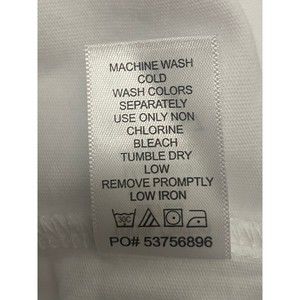 MACHINE WASH
COLD
WASH COLORS
SEPARATELY
USE ONLY NON
CHLORINE
BLEACH
TUMBLE DRY
LOW
REMOVE PROMPTLY
LOW IRON
30C
PO# 53756896